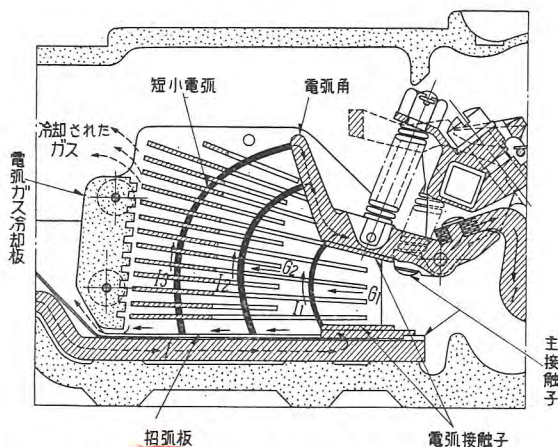 短小電弧
電弧角
冷却された
ガス
電弧ガス冷却板
I3
I2
G2
I1
G1
I
主接触子
電弧接触子
招弧板